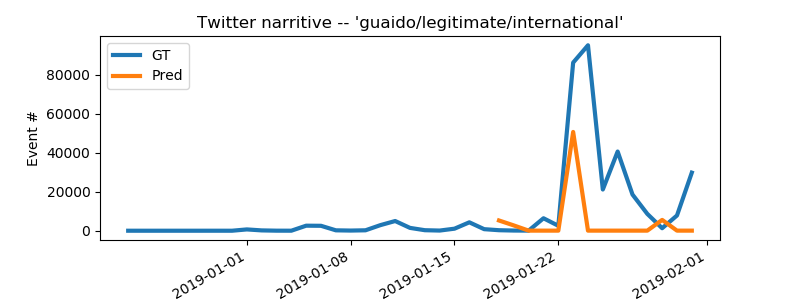 Twitter narritive -- 'guaido/legitimate/international'
GT
Pred
Event #
80000
60000
40000
20000
0
2019-01-01
2019-01-08
2019-01-15
2019-01-22
2019-02-01